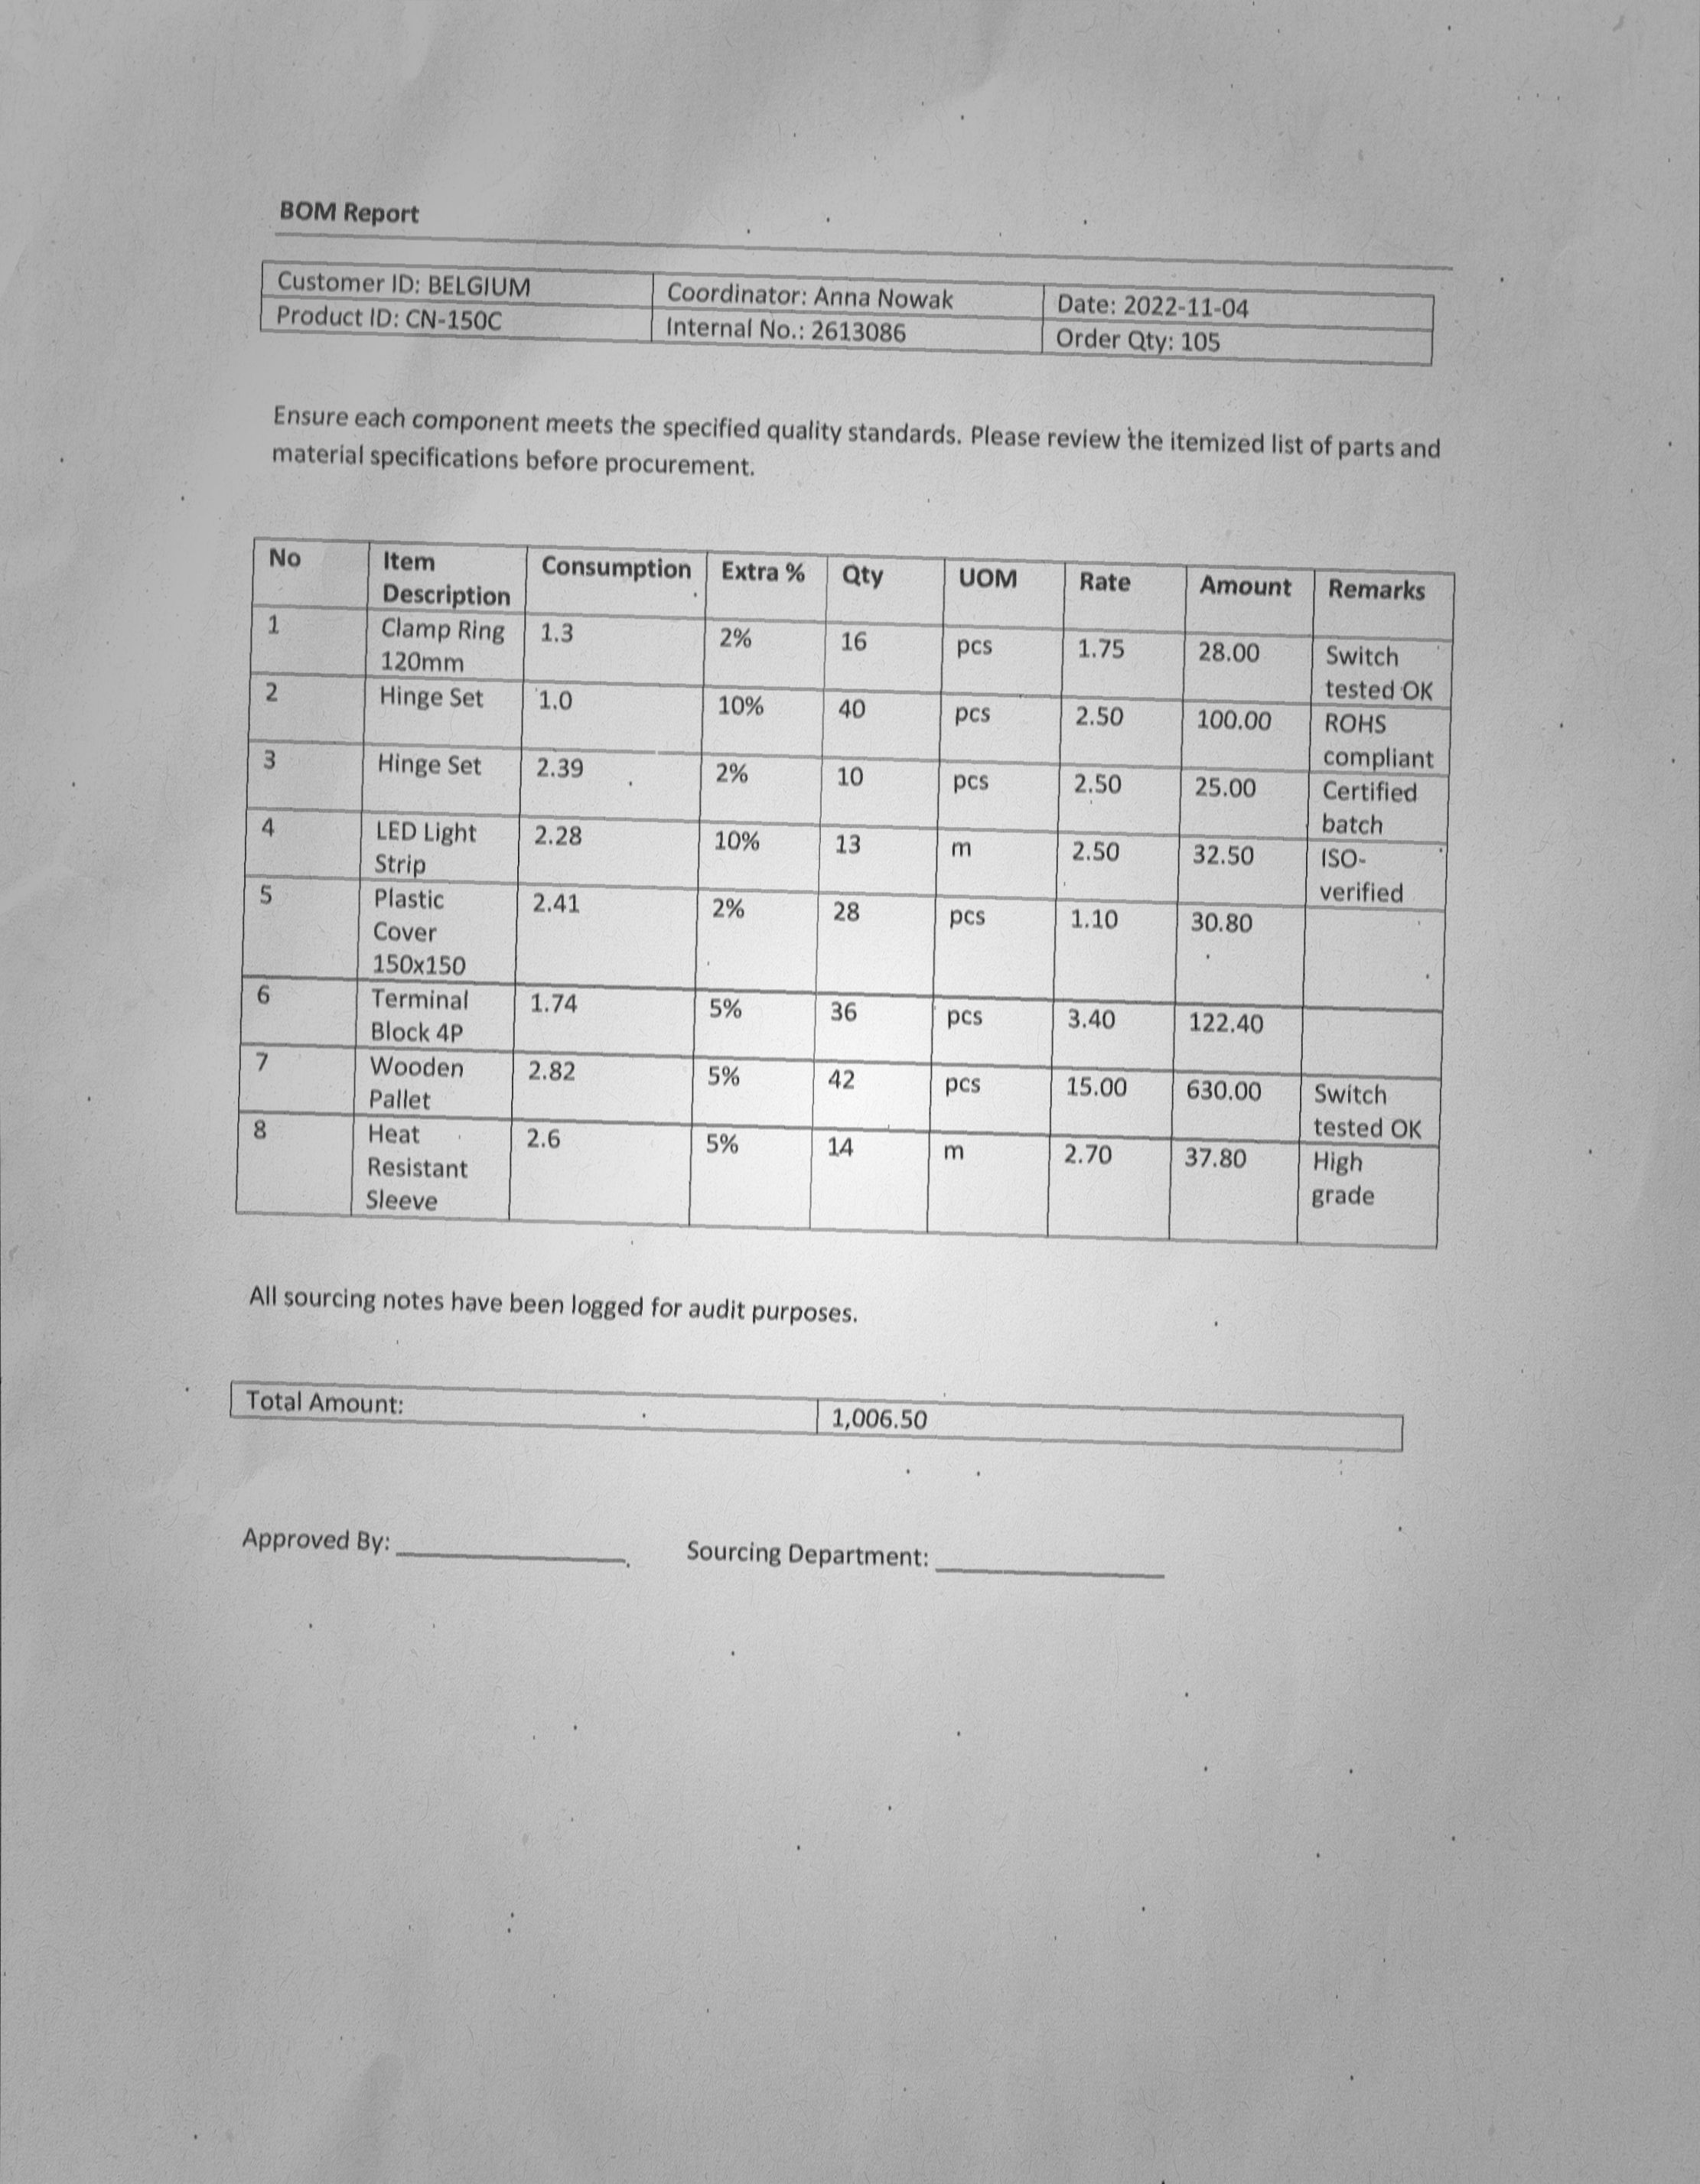 BOM Report
Customer ID: BELGIUM Coordinator: Anna Nowak Date: 2022-11-04
Product ID: CN-150C Internal No.: 2613086 Order Qty: 105
Ensure each component meets the specified quality standards. Please review the itemized list of parts and
material specifications before procurement.
No Item Description Consumption Extra % Qty UOM Rate Amount Remarks
1 Clamp Ring 120mm 1.3 2% 16 pcs 1.75 28.00 Switch tested OK
2 Hinge Set 1.0 10% 40 pcs 2.50 100.00 ROHS compliant
3 Hinge Set 2.39 2% 10 pcs 2.50 25.00 Certified batch
4 LED Light Strip 2.28 10% 13 m 2.50 32.50 ISO-verified
5 Plastic Cover 150x150 2.41 2% 28 pcs 1.10 30.80
6 Terminal Block 4P 1.74 5% 36 pcs 3.40 122.40
7 Wooden Pallet 2.82 5% 42 pcs 15.00 630.00 Switch tested OK
8 Heat Resistant Sleeve 2.6 5% 14 m 2.70 37.80 High grade
All sourcing notes have been logged for audit purposes.
Total Amount: 1,006.50
Approved By: ________________ Sourcing Department: ________________